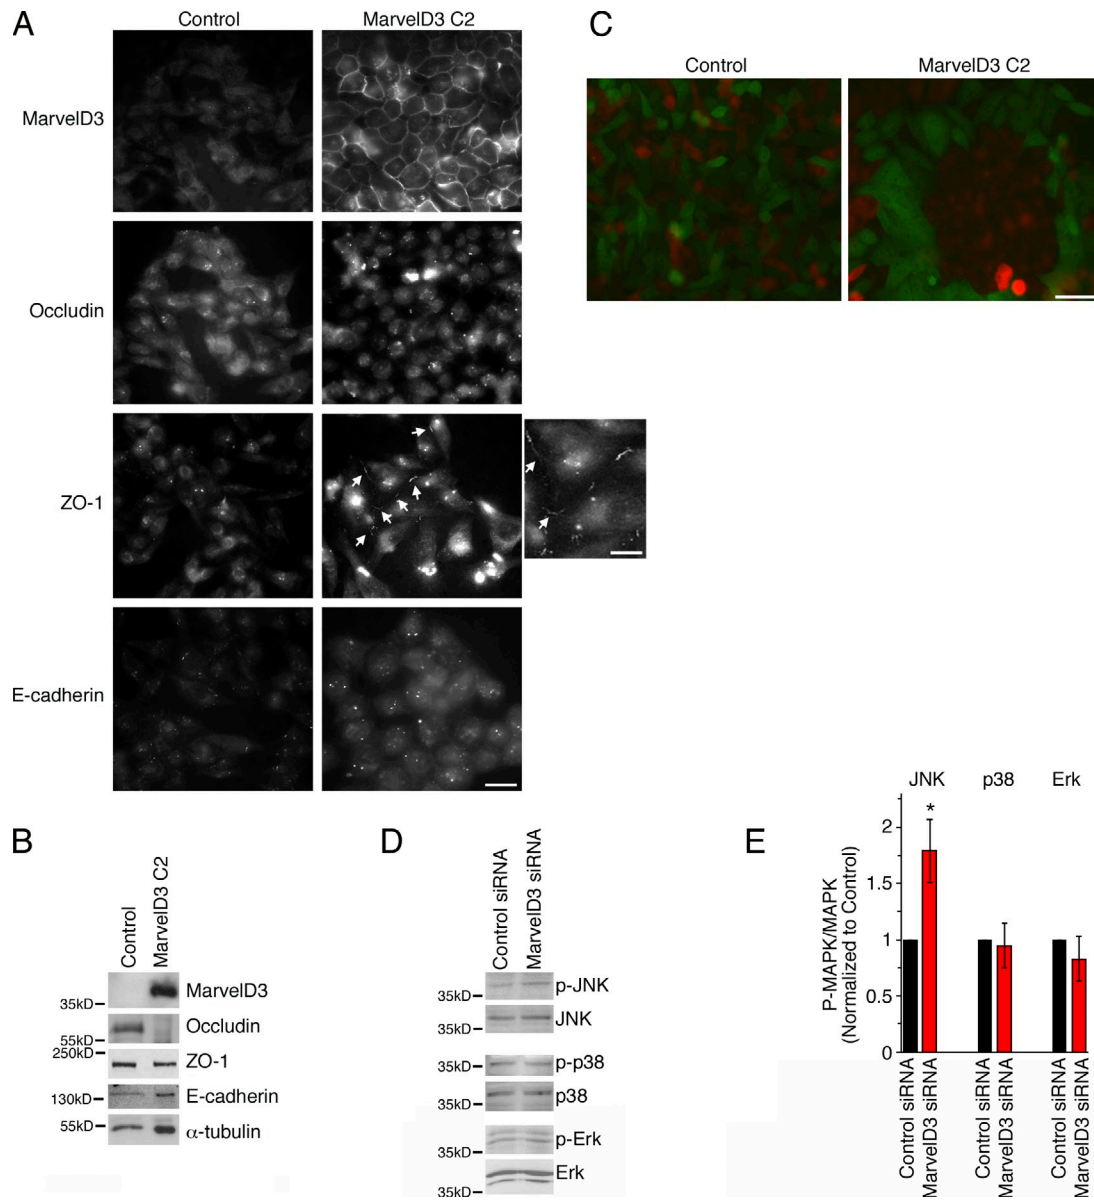 A
Control
MarvelD3 C2
MarvelD3
Occludin
ZO-1
E-cadherin
B
Control
MarvelD3 C2
35kD
MarvelD3
55kD
Occludin
250kD
ZO-1
130kD
E-cadherin
55kD
α-tubulin
C
Control
MarvelD3 C2
D
Control siRNA
MarvelD3 siRNA
35kD
p-JNK
35kD
JNK
35kD
p-p38
35kD
p38
35kD
p-Erk
35kD
Erk
E
JNK
p38
Erk
P-MAPK/MAPK
(Normalized to Control)
2
1.5
1
0.5
0
*
Control siRNA
MarvelD3 siRNA
Control siRNA
MarvelD3 siRNA
Control siRNA
MarvelD3 siRNA